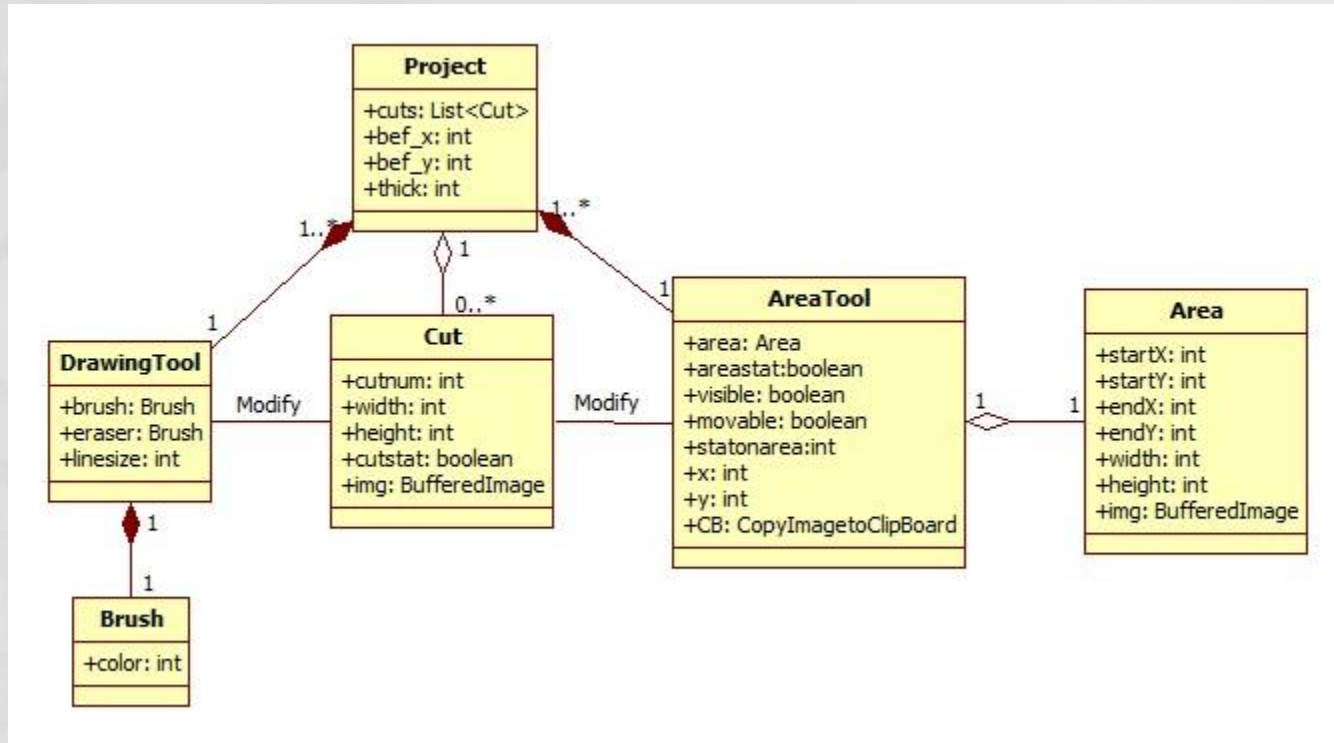 Project
+cuts: List<Cut>
+bef_x: int
+bef_y: int
+thick: int
1..*
1..*
1
1
0..*
1
DrawingTool
+brush: Brush
+eraser: Brush
+linesize: int
Modify
Cut
+cutnum: int
+width: int
+height: int
+cutstat: boolean
+img: BufferedImage
Modify
AreaTool
+area: Area
+areastat:boolean
+visible: boolean
+movable: boolean
+statonarea:int
+x: int
+y: int
+CB: CopyImagetoClipBoard
1
1
Area
+startX: int
+startY: int
+endX: int
+endY: int
+width: int
+height: int
+img: BufferedImage
1
1
Brush
+color: int